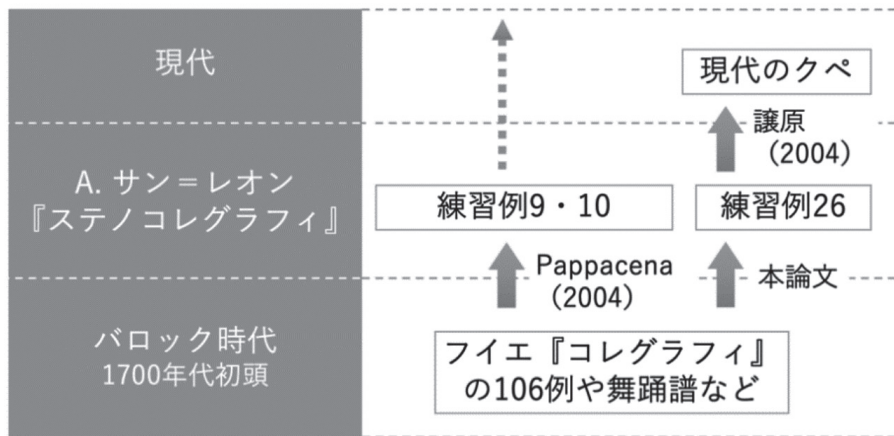 現代
現代のクペ
譲原
（2004）
A. サン＝レオン
『ステノコレグラフィ』
練習例9・10
練習例26
Pappacena
（2004）
本論文
バロック時代
1700年代初頭
フイエ『コレグラフィ』
の106例や舞踊譜など